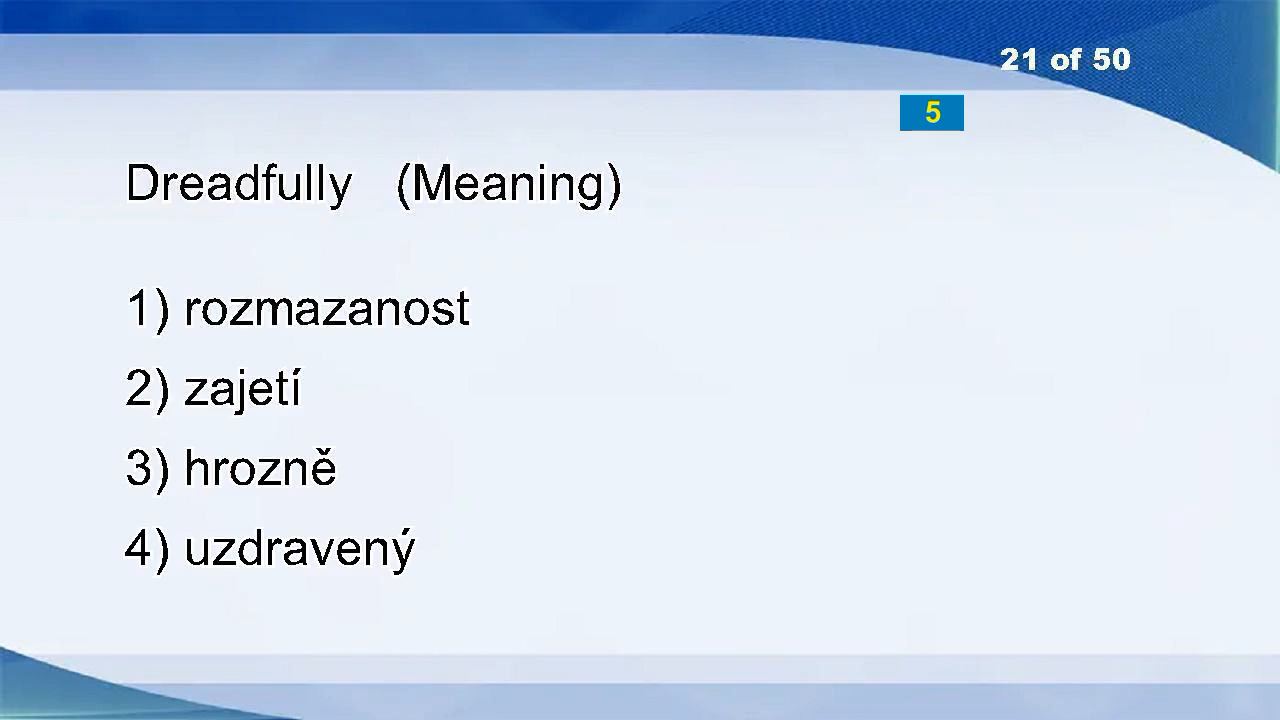 21 of 50
5
Dreadfully (Meaning)
1) rozmazanost
2) zajetí
3) hrozně
4) uzdravený